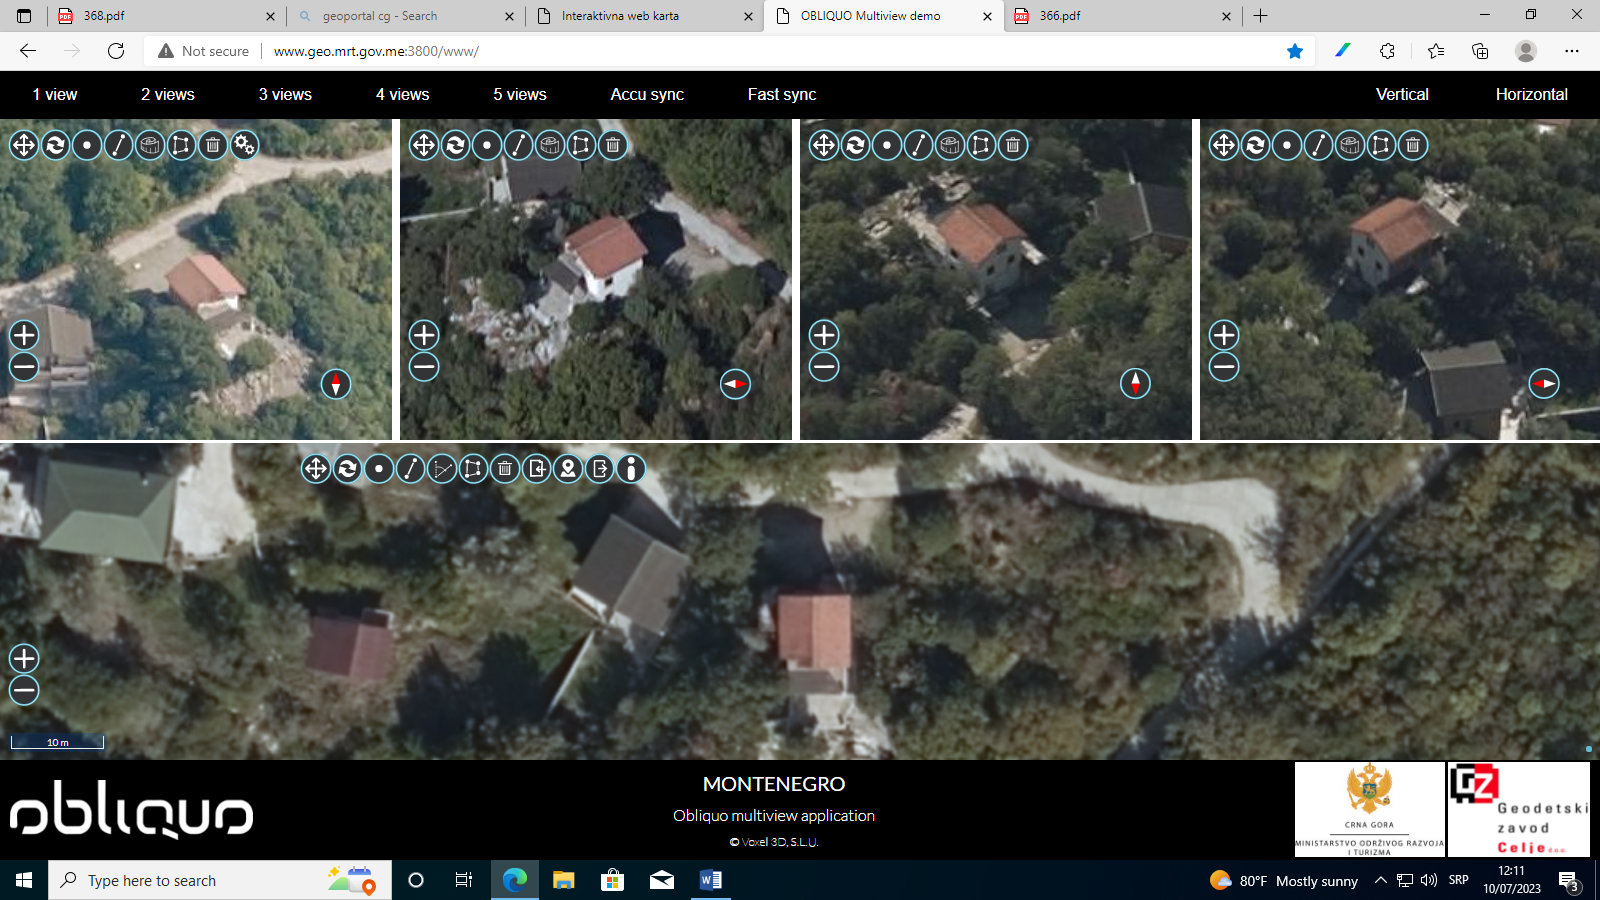 368.pdf
geoportal cg - Search
Interaktivna web karta
OBLIQUO Multiview demo
366.pdf
Not secure
www.geo.mrt.gov.me:3800/www/
1 view
2 views
3 views
4 views
5 views
Accu sync
Fast sync
Vertical
Horizontal
10 m
obliquo
MONTENEGRO
Obliquo multiview application
© Voxel 3D, S.L.U.
CRNA GORA
MINISTARSTVO ODRŽIVOG RAZVOJA
I TURIZMA
GZ
Geodetski
zavod
Celje d.o.o.
Type here to search
80°F Mostly sunny
SRP
12:11
10/07/2023
3